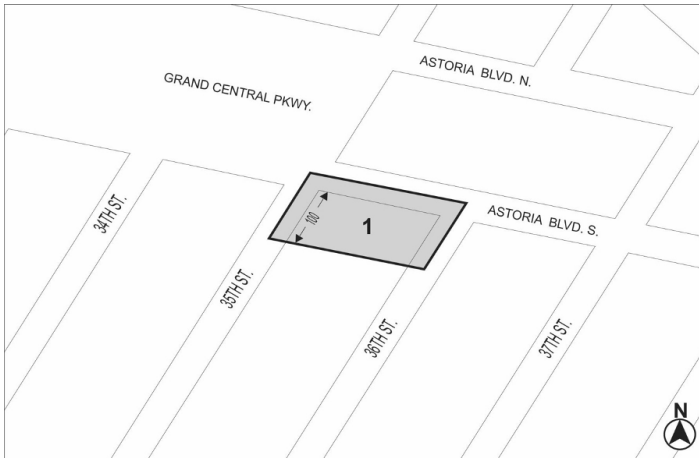 ASTORIA BLVD. N.
GRAND CENTRAL PKWY.
34TH ST.
100
1
ASTORIA BLVD. S.
35TH ST.
36TH ST.
37TH ST.
N